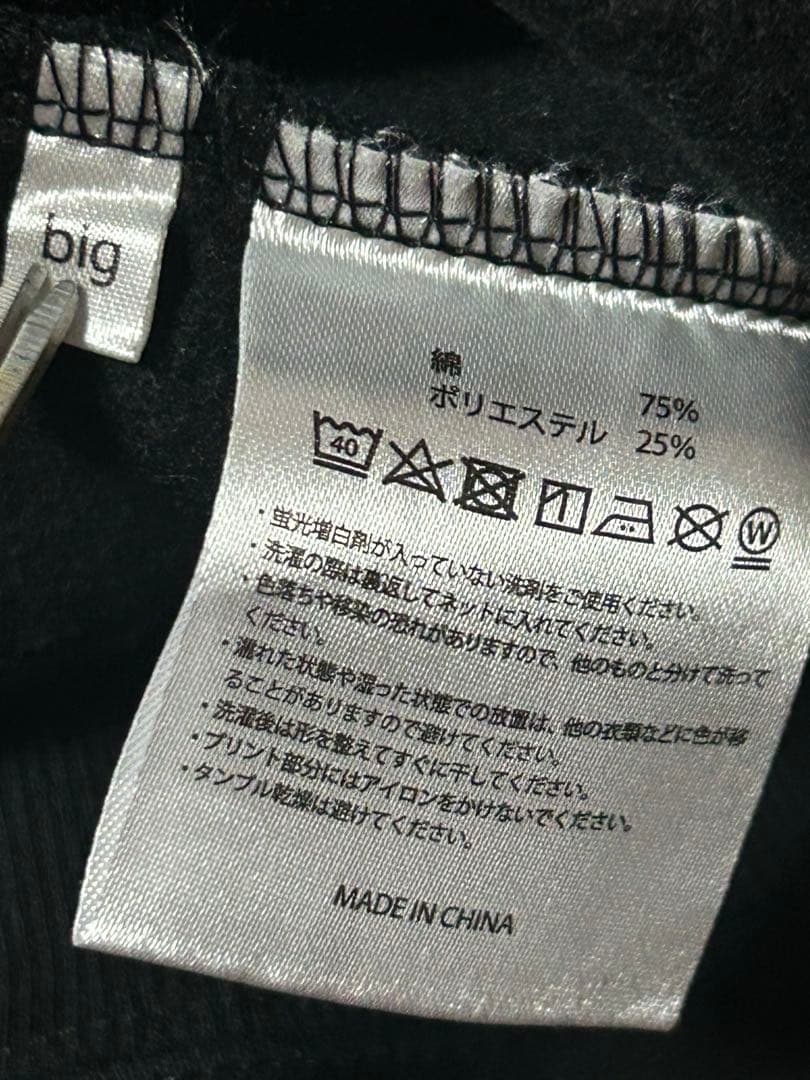 big
綿 75%
ポリエステル 25%
40
W
・蛍光増白剤が入っていない洗剤をご使用ください。
・洗濯の際は裏返してネットに入れてください。
・色落ちや移染の恐れがありますので、他のものと分けて洗って
ください。
・濡れた状態や湿った状態での放置は、他の衣類などに色が移
ることがありますので避けてください。
・洗濯後は形を整えてすぐに干してください。
・プリント部分にはアイロンをかけないでください。
・タンブル乾燥は避けてください。
MADE IN CHINA